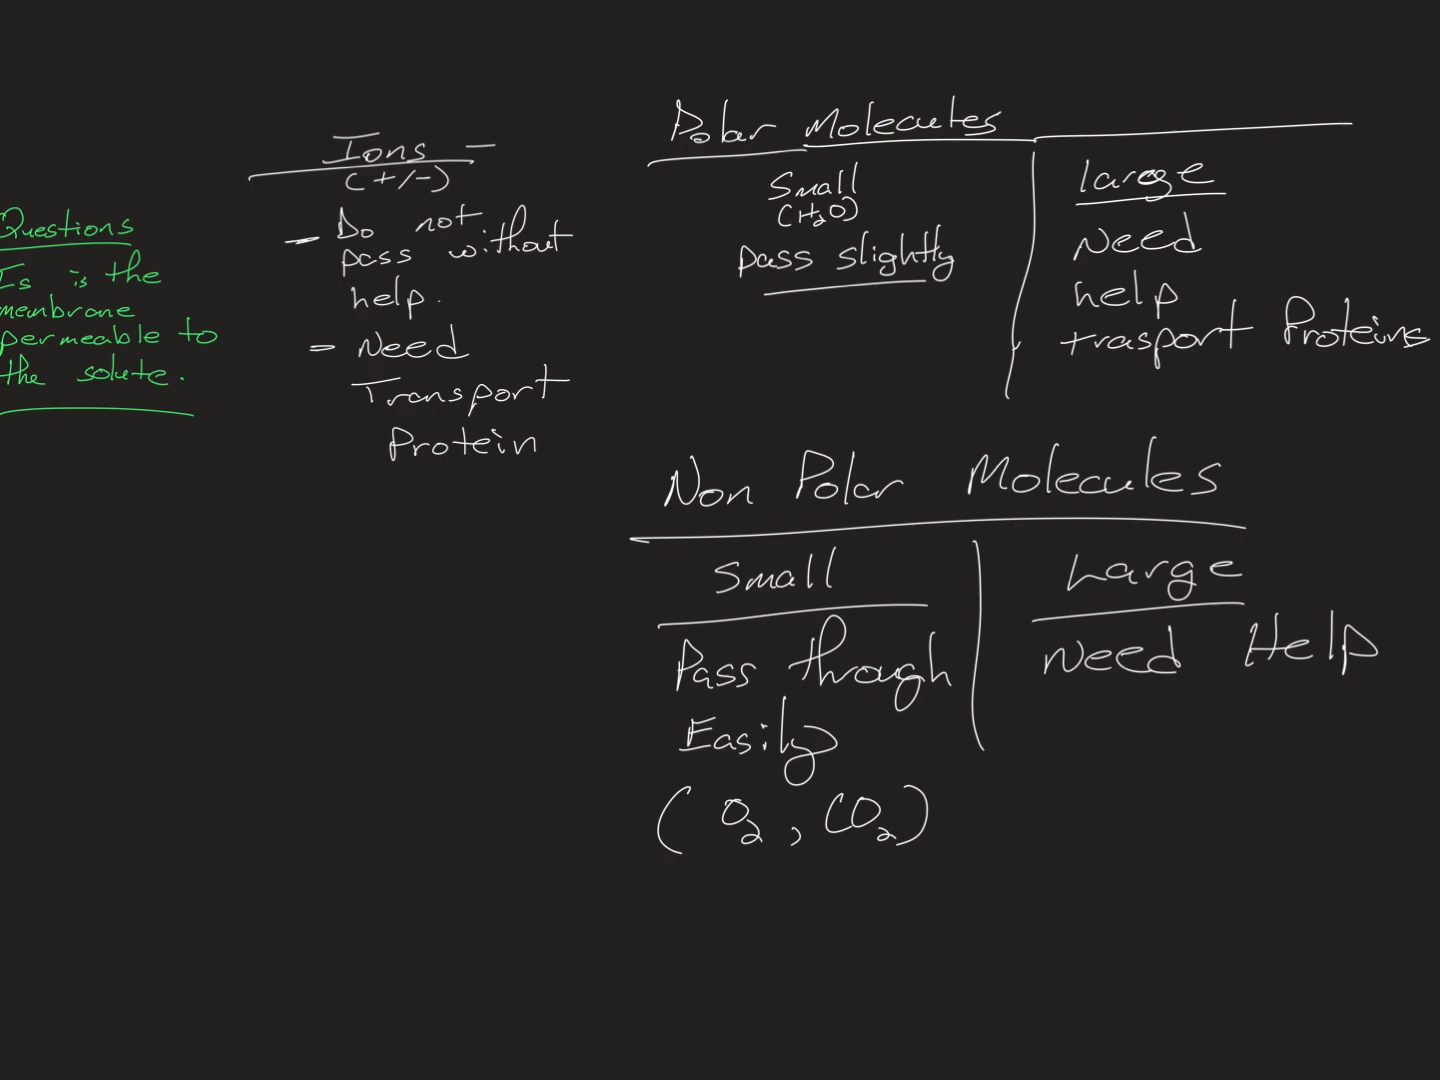 Questions
Is is the
membrane
permeable to
the solute.
Ions -
(+/-)
- Do not
pass without
help.
= Need
Transport
Protein
Polar Molecules
Small
(H₂O)
pass slightly
large
Need
help
trasport Proteins
Non Polar Molecules
Small
Pass through
Easily
(O₂, CO₂)
Large
Need Help